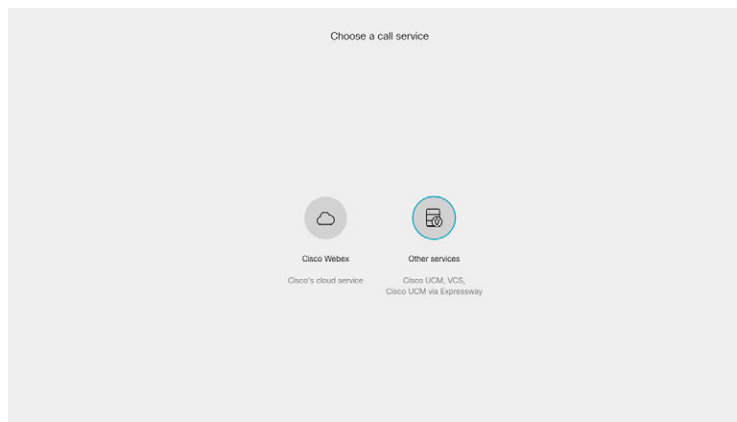 Choose a call service
Cisco Webex
Cisco's cloud service
Other services
Cisco UCM, VCS,
Cisco UCM via Expressway